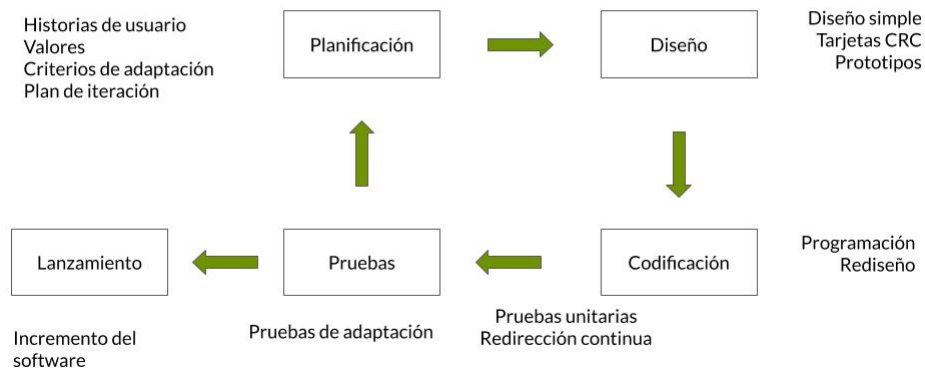 Historias de usuario
Valores
Criterios de adaptación
Plan de iteración
Planificación
Diseño
Diseño simple
Tarjetas CRC
Prototipos
Lanzamiento
Pruebas
Codificación
Programación
Rediseño
Incremento del
software
Pruebas de adaptación
Pruebas unitarias
Redirección continua